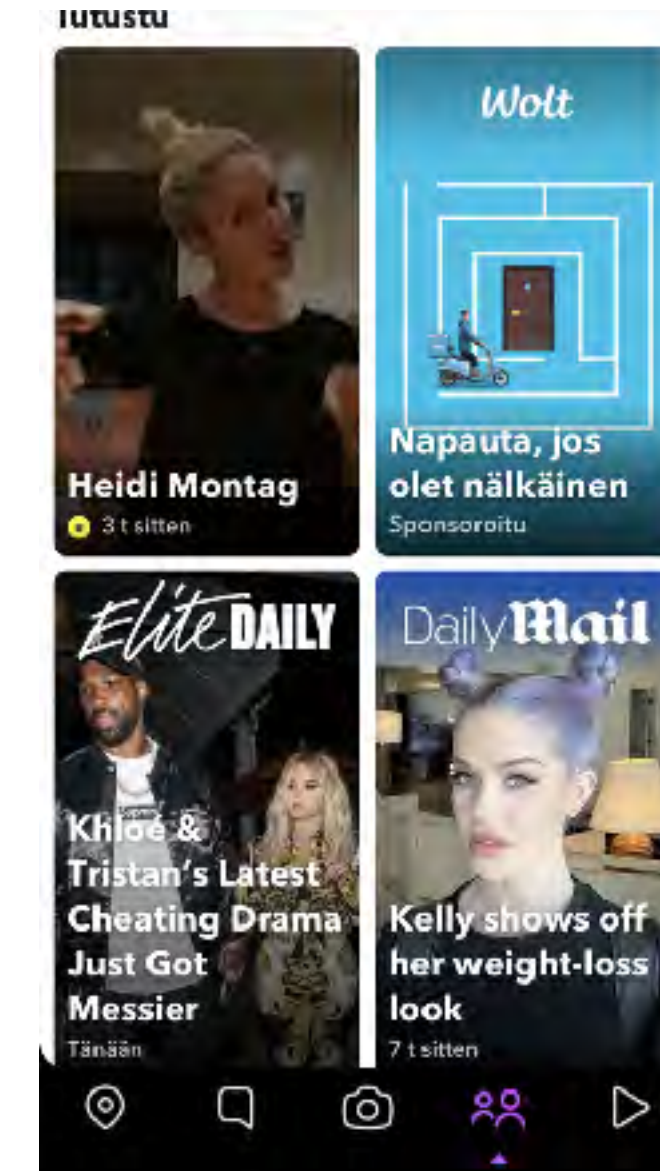 Tutustu
Wolt
Napauta, jos
olet nälkäinen
Sponsoroitu
Heidi Montag
3 t sitten
Elite DAILY
Khloé &
Tristan's Latest
Cheating Drama
Just Got
Messier
Tänään
Daily Mail
Kelly shows off
her weight-loss
look
7 t sitten